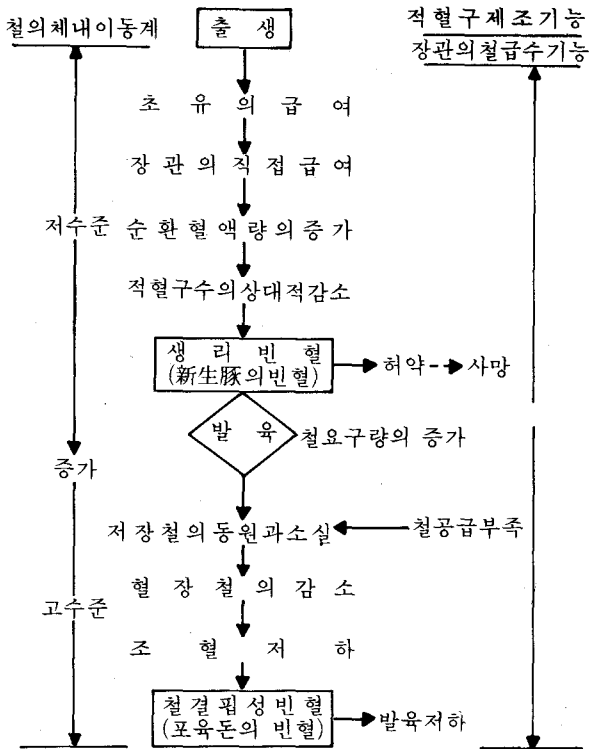 철의체내이동계
출생
적혈구제조기능
장관의철급수기능
초유의급여
장관의직접급여
저수준
순환혈액량의증가
적혈구수의상대적감소
생리빈혈
(新生豚의빈혈)
허약
사망
발육
철요구량의 증가
증가
저장철의동원과소실
철공급부족
혈장철의감소
고수준
조혈저하
철결핍성빈혈
(포육돈의 빈혈)
발육저하